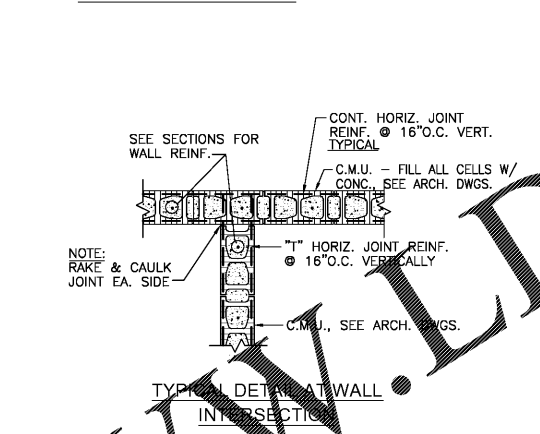 CONT. HORIZ. JOINT
REINF. @ 16"O.C. VERT.
TYPICAL
SEE SECTIONS FOR
WALL REINF.
C.M.U. - FILL ALL CELLS W/
CONC., SEE ARCH. DWGS.
NOTE:
RAKE & CAULK
JOINT EA. SIDE
"T" HORIZ. JOINT REINF.
@ 16"O.C. VERTICALLY
C.M.U., SEE ARCH. DWGS.
TYPICAL DETAIL AT WALL
INTERSECTION